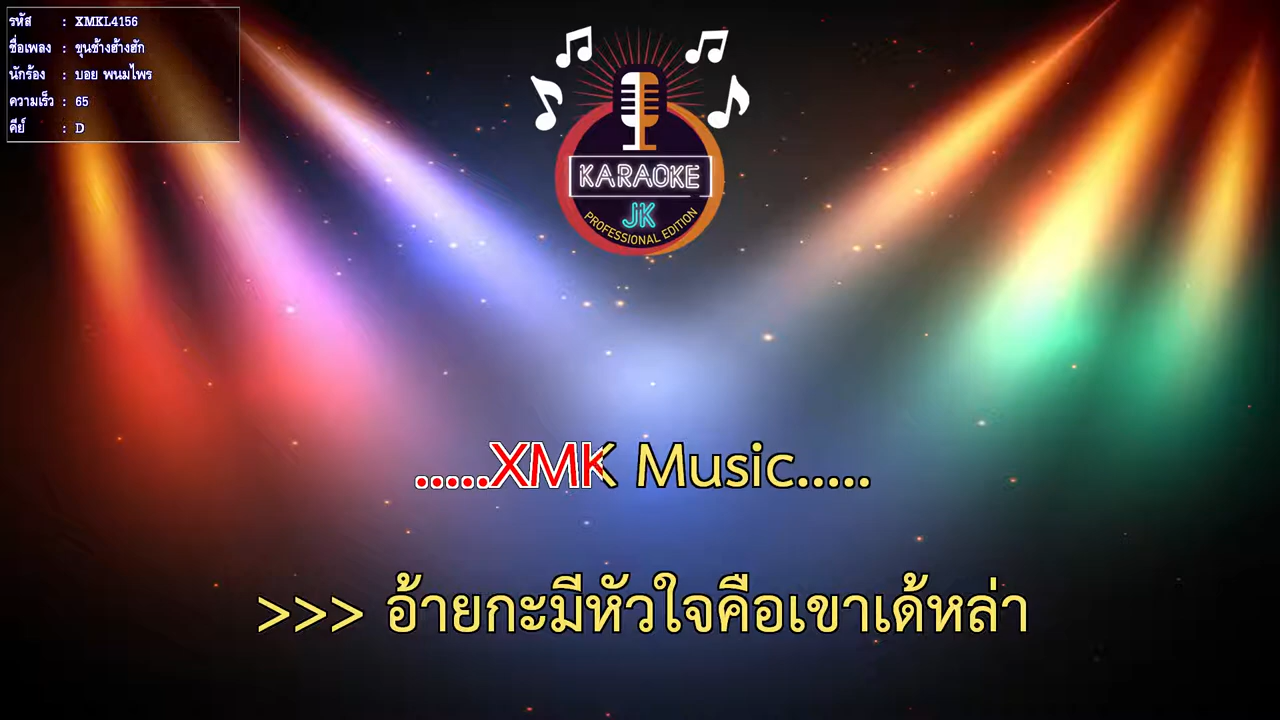 รหัส : XMKL4156
ชื่อเพลง : ขุนช้างฮ้างฮัก
นักร้อง : บอย พนมไพร
ความเร็ว : 65
คีย์ : D
KARAOKE
JK
PROFESSIONAL EDITION
.....XMK Music.....
>>> อ้ายกะมีหัวใจคือเขาเด้หล่า